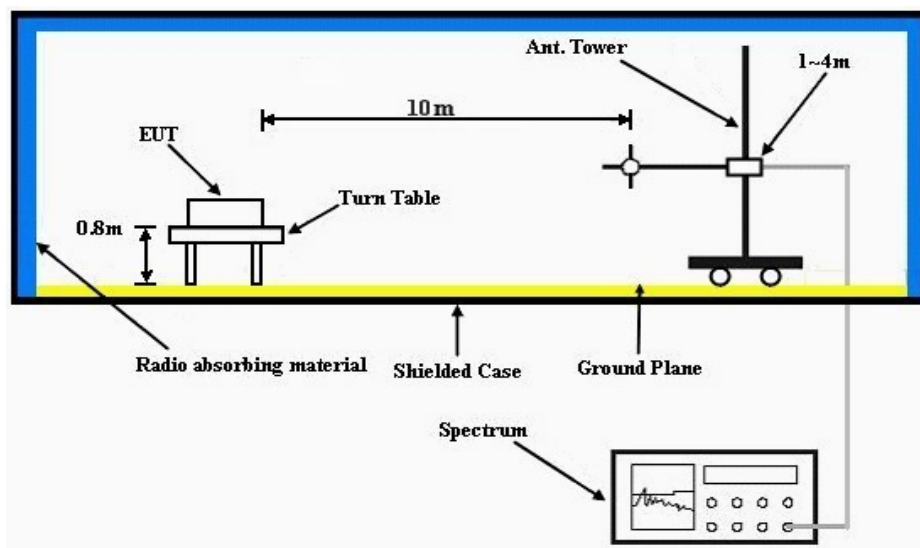 Ant. Tower
1~4m
10m
EUT
Turn Table
0.8m
Radio absorbing material
Shielded Case
Ground Plane
Spectrum